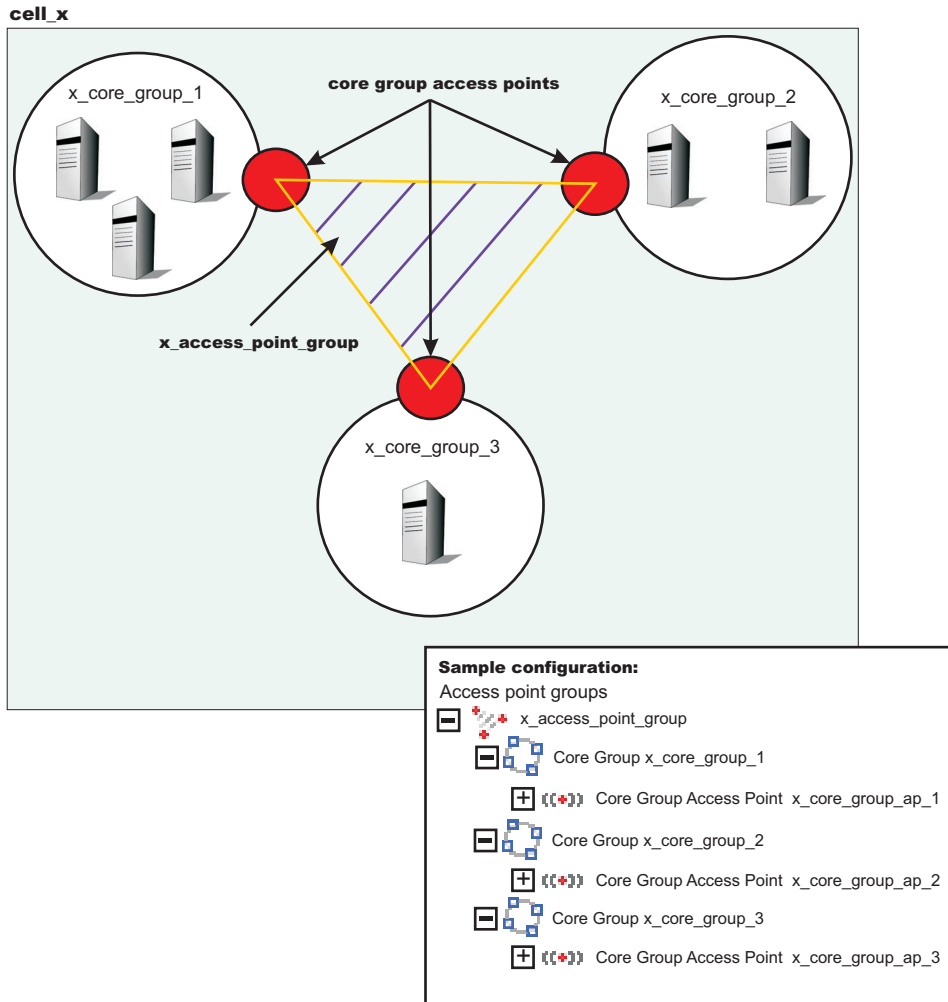 cell_x
x_core_group_1
core group access points
x_core_group_2
x_access_point_group
x_core_group_3
Sample configuration:
Access point groups
x_access_point_group
Core Group x_core_group_1
Core Group Access Point x_core_group_ap_1
Core Group x_core_group_2
Core Group Access Point x_core_group_ap_2
Core Group x_core_group_3
Core Group Access Point x_core_group_ap_3